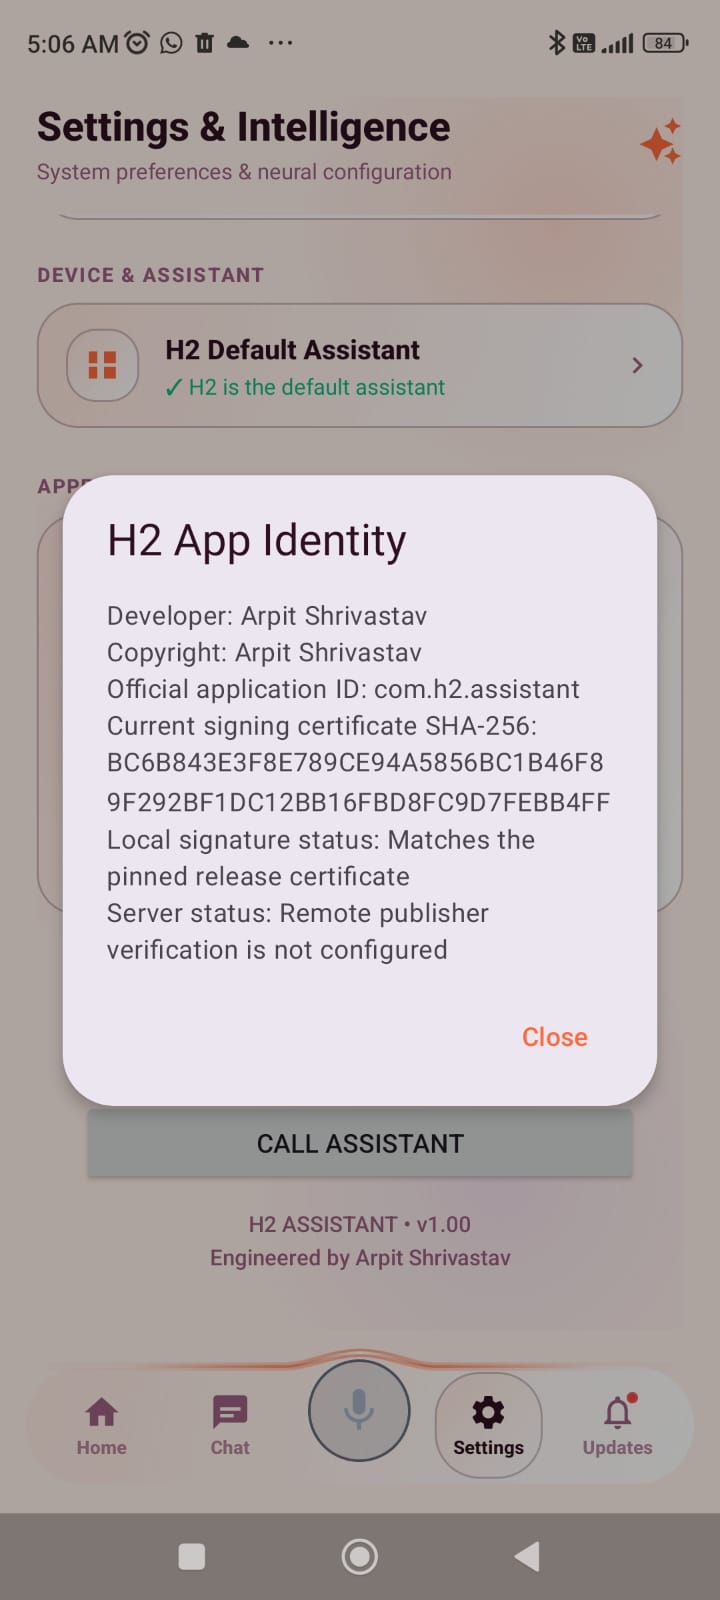 5:06 AM
Vo LTE
84
Settings & Intelligence
System preferences & neural configuration
DEVICE & ASSISTANT
H2 Default Assistant
✓ H2 is the default assistant
H2 App Identity
Developer: Arpit Shrivastav
Copyright: Arpit Shrivastav
Official application ID: com.h2.assistant
Current signing certificate SHA-256:
BC6B843E3F8E789CE94A5856BC1B46F8
9F292BF1DC12BB16FBD8FC9D7FEBB4FF
Local signature status: Matches the
pinned release certificate
Server status: Remote publisher
verification is not configured
Close
CALL ASSISTANT
H2 ASSISTANT • v1.00
Engineered by Arpit Shrivastav
Home
Chat
Settings
Updates